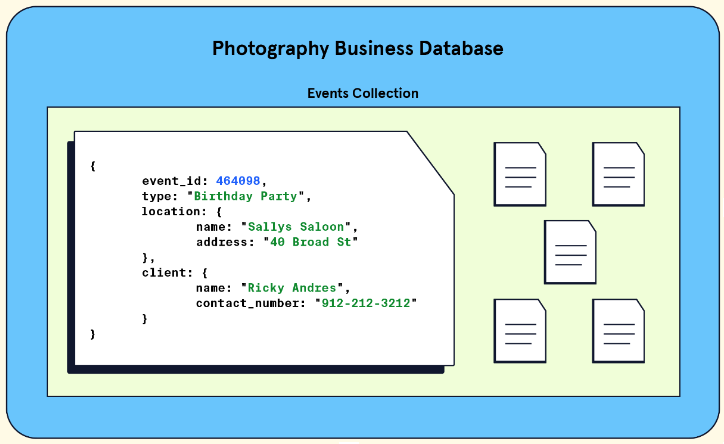 Photography Business Database
Events Collection
{
event_id: 464098,
type: "Birthday Party",
location: {
name: "Sallys Saloon",
address: "40 Broad St"
},
client: {
name: "Ricky Andres",
contact_number: "912-212-3212"
}
}